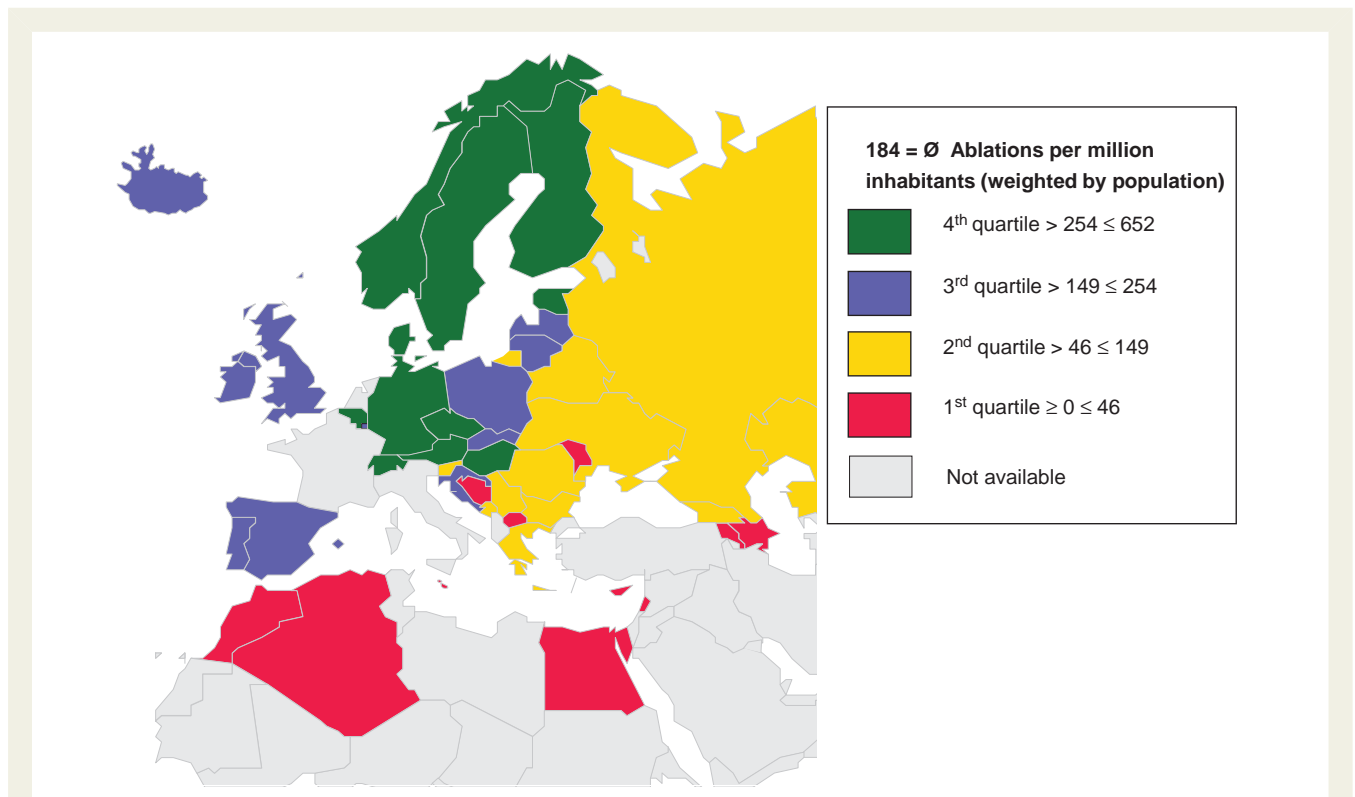 184 = Ø Ablations per million
inhabitants (weighted by population)
4th quartile > 254 ≤ 652
3rd quartile > 149 ≤ 254
2nd quartile > 46 ≤ 149
1st quartile ≥ 0 ≤ 46
Not available